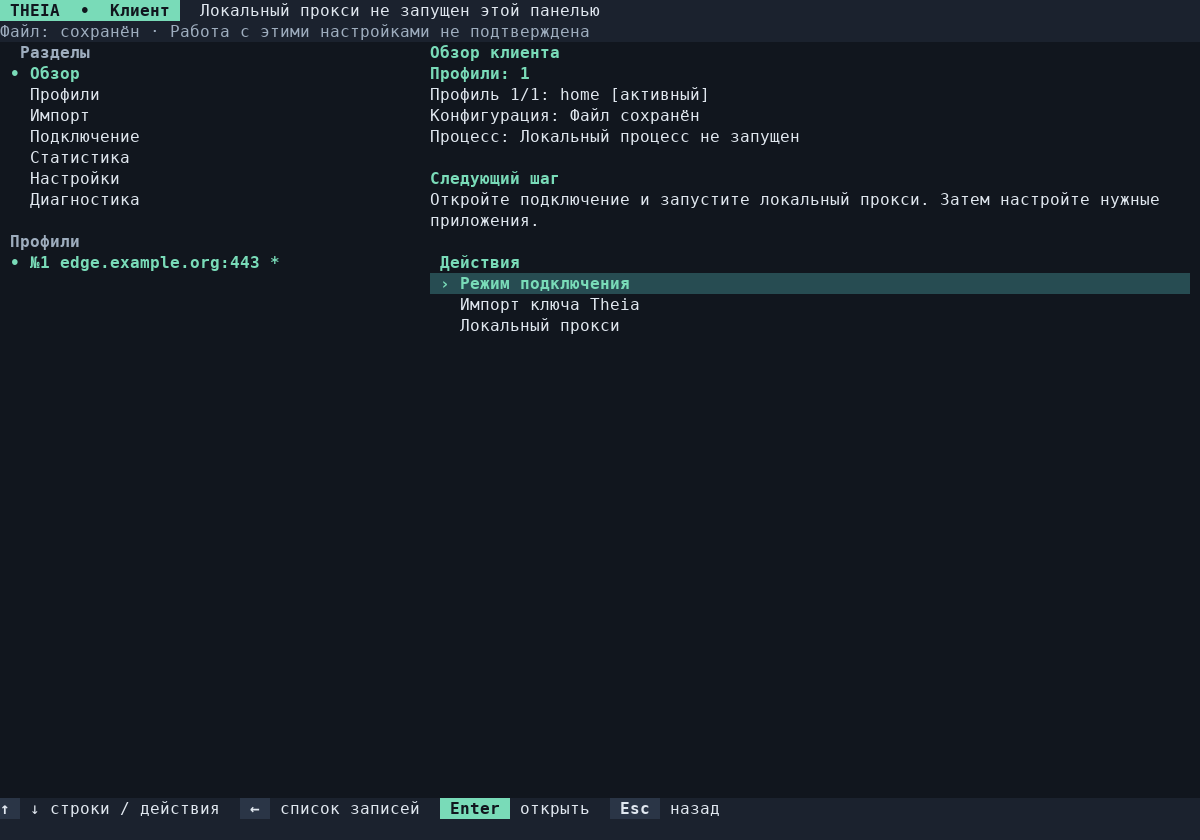 THEIA • Клиент Локальный прокси не запущен этой панелью
Файл: сохранён · Работа с этими настройками не подтверждена
Разделы
• Обзор
Профили
Импорт
Подключение
Статистика
Настройки
Диагностика
Профили
• №1 edge.example.org:443 *
Обзор клиента
Профили: 1
Профиль 1/1: home [активный]
Конфигурация: Файл сохранён
Процесс: Локальный процесс не запущен
Следующий шаг
Откройте подключение и запустите локальный прокси. Затем настройте нужные
приложения.
Действия
› Режим подключения
Импорт ключа Theia
Локальный прокси
↑ ↓ строки / действия ← список записей Enter открыть Esc назад